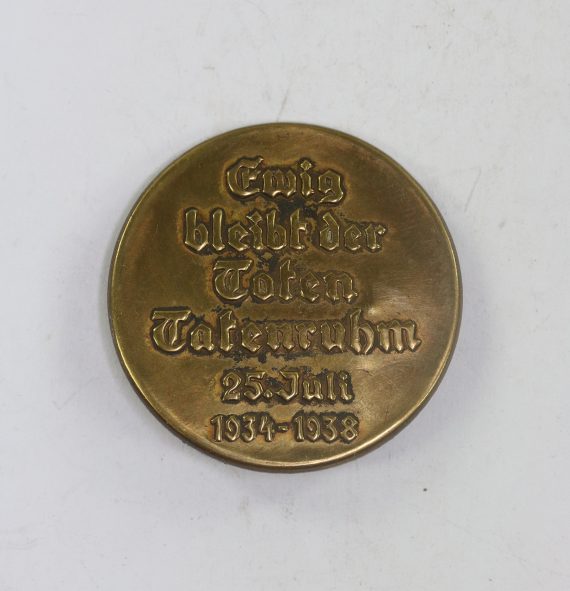 Ewig
bleibt der
Toten
Tatenruhm
25. Juli
1934-1938